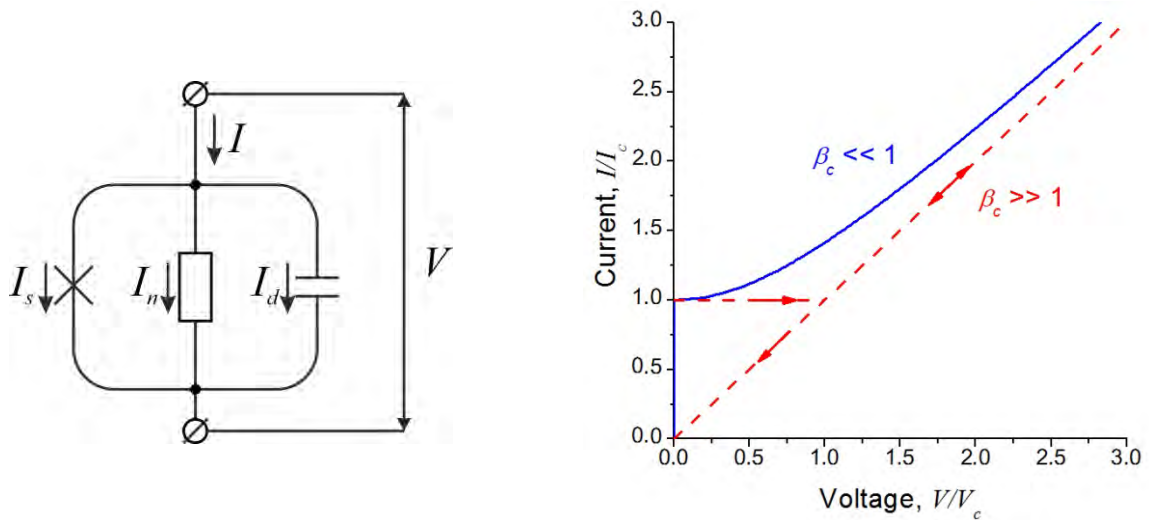 I
I_s
I_n
I_d
V
3.0
2.5
2.0
1.5
1.0
0.5
0.0
Current, I/I_c
β_c << 1
β_c >> 1
0.0 0.5 1.0 1.5 2.0 2.5 3.0
Voltage, V/V_c